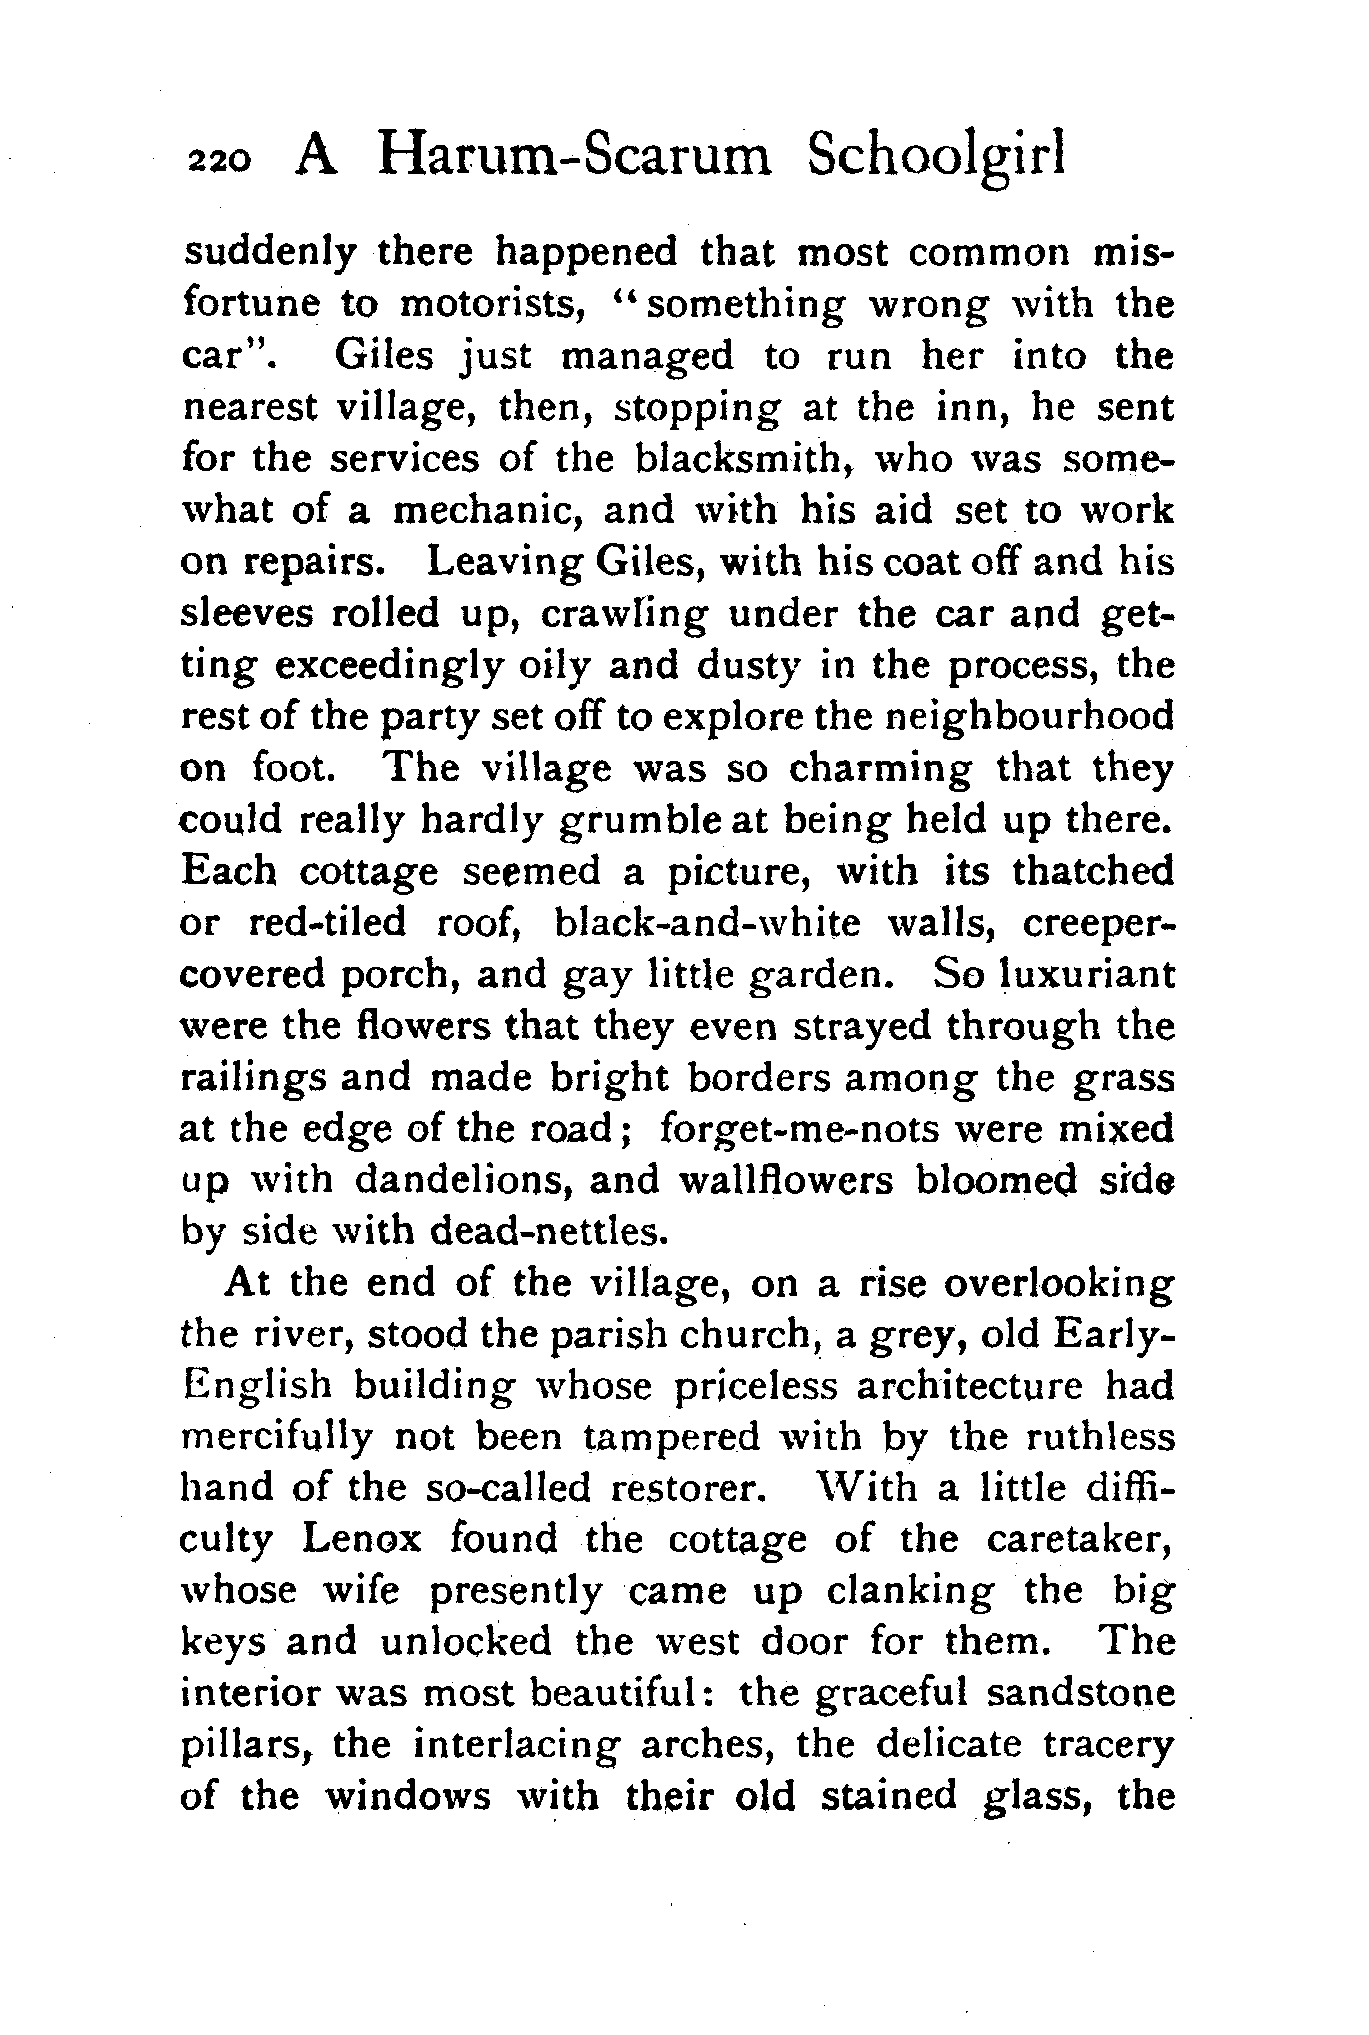 220 A Harum-Scarum Schoolgirl
suddenly there happened that most common mis-
fortune to motorists, “something wrong with the
car”. Giles just managed to run her into the
nearest village, then, stopping at the inn, he sent
for the services of the blacksmith, who was some-
what of a mechanic, and with his aid set to work
on repairs. Leaving Giles, with his coat off and his
sleeves rolled up, crawling under the car and get-
ting exceedingly oily and dusty in the process, the
rest of the party set off to explore the neighbourhood
on foot. The village was so charming that they
could really hardly grumble at being held up there.
Each cottage seemed a picture, with its thatched
or red-tiled roof, black-and-white walls, creeper-
covered porch, and gay little garden. So luxuriant
were the flowers that they even strayed through the
railings and made bright borders among the grass
at the edge of the road; forget-me-nots were mixed
up with dandelions, and wallflowers bloomed side
by side with dead-nettles.
At the end of the village, on a rise overlooking
the river, stood the parish church, a grey, old Early-
English building whose priceless architecture had
mercifully not been tampered with by the ruthless
hand of the so-called restorer. With a little diffi-
culty Lenox found the cottage of the caretaker,
whose wife presently came up clanking the big
keys and unlocked the west door for them. The
interior was most beautiful: the graceful sandstone
pillars, the interlacing arches, the delicate tracery
of the windows with their old stained glass, the